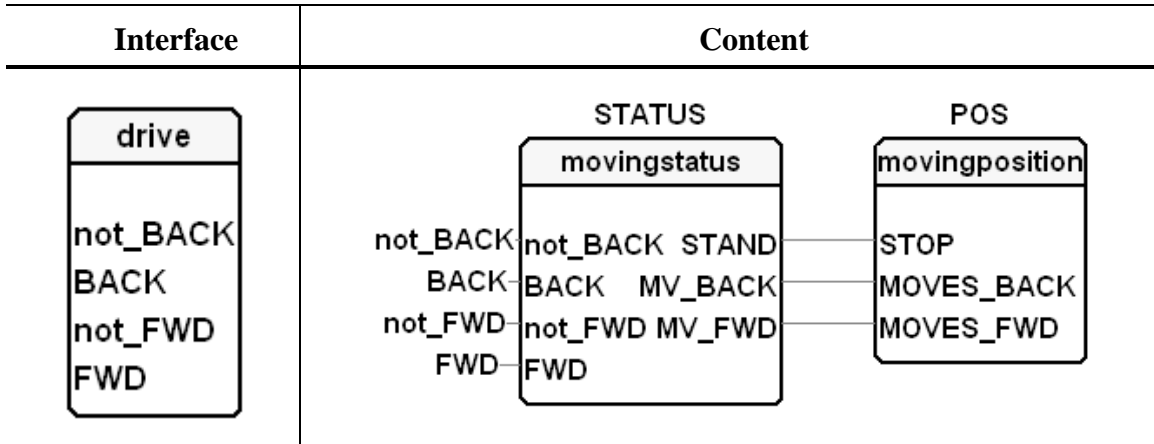 Interface Content
drive
not_BACK
BACK
not_FWD
FWD
STATUS POS
movingstatus movingposition
not_BACK not_BACK STAND STOP
BACK BACK MV_BACK MOVES_BACK
not_FWD not_FWD MV_FWD MOVES_FWD
FWD FWD